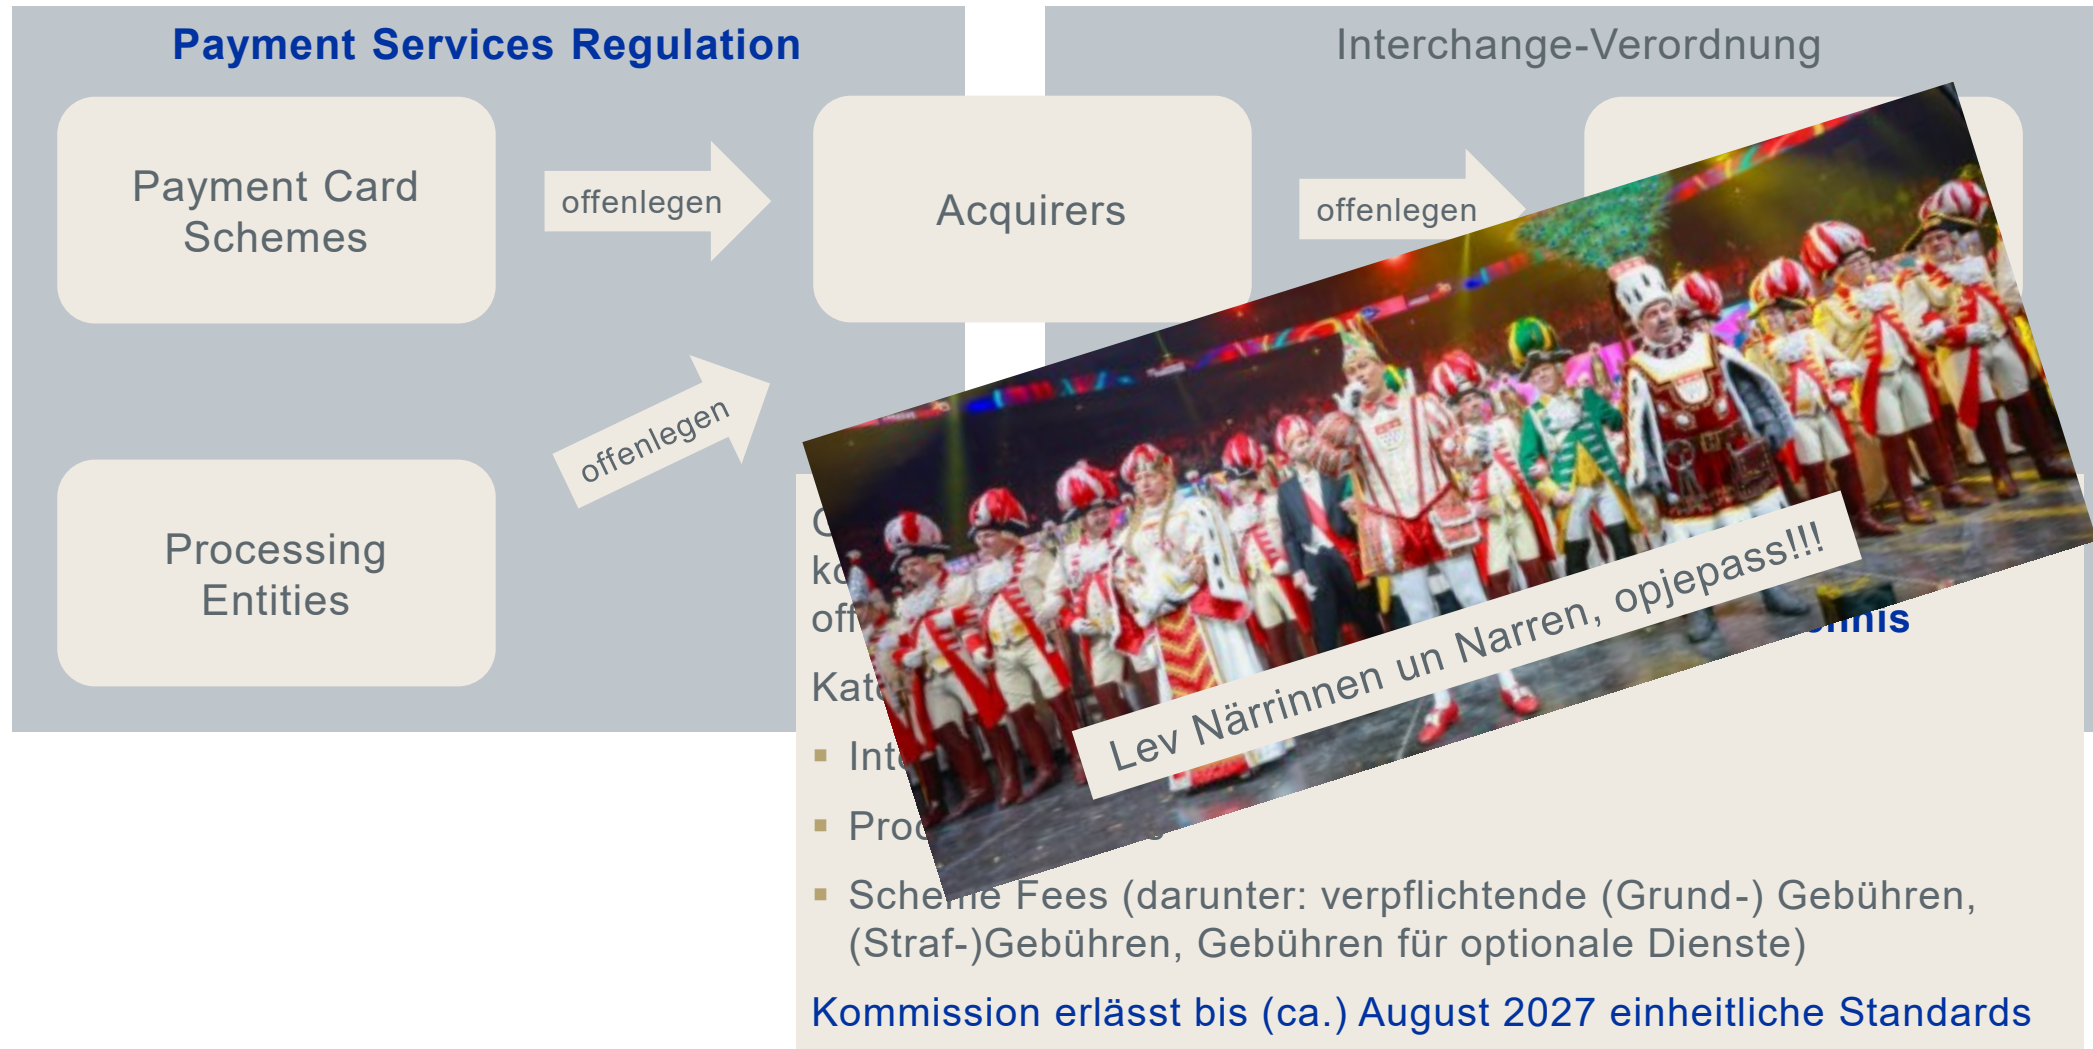 Payment Services Regulation
Interchange-Verordnung
Payment Card
Schemes
offenlegen
Acquirers
offenlegen
offenlegen
Processing
Entities
Lev Närrinnen un Narren, opjepass!!!
Scheme Fees (darunter: verpflichtende (Grund-) Gebühren,
(Straf-)Gebühren, Gebühren für optionale Dienste)
Kommission erlässt bis (ca.) August 2027 einheitliche Standards